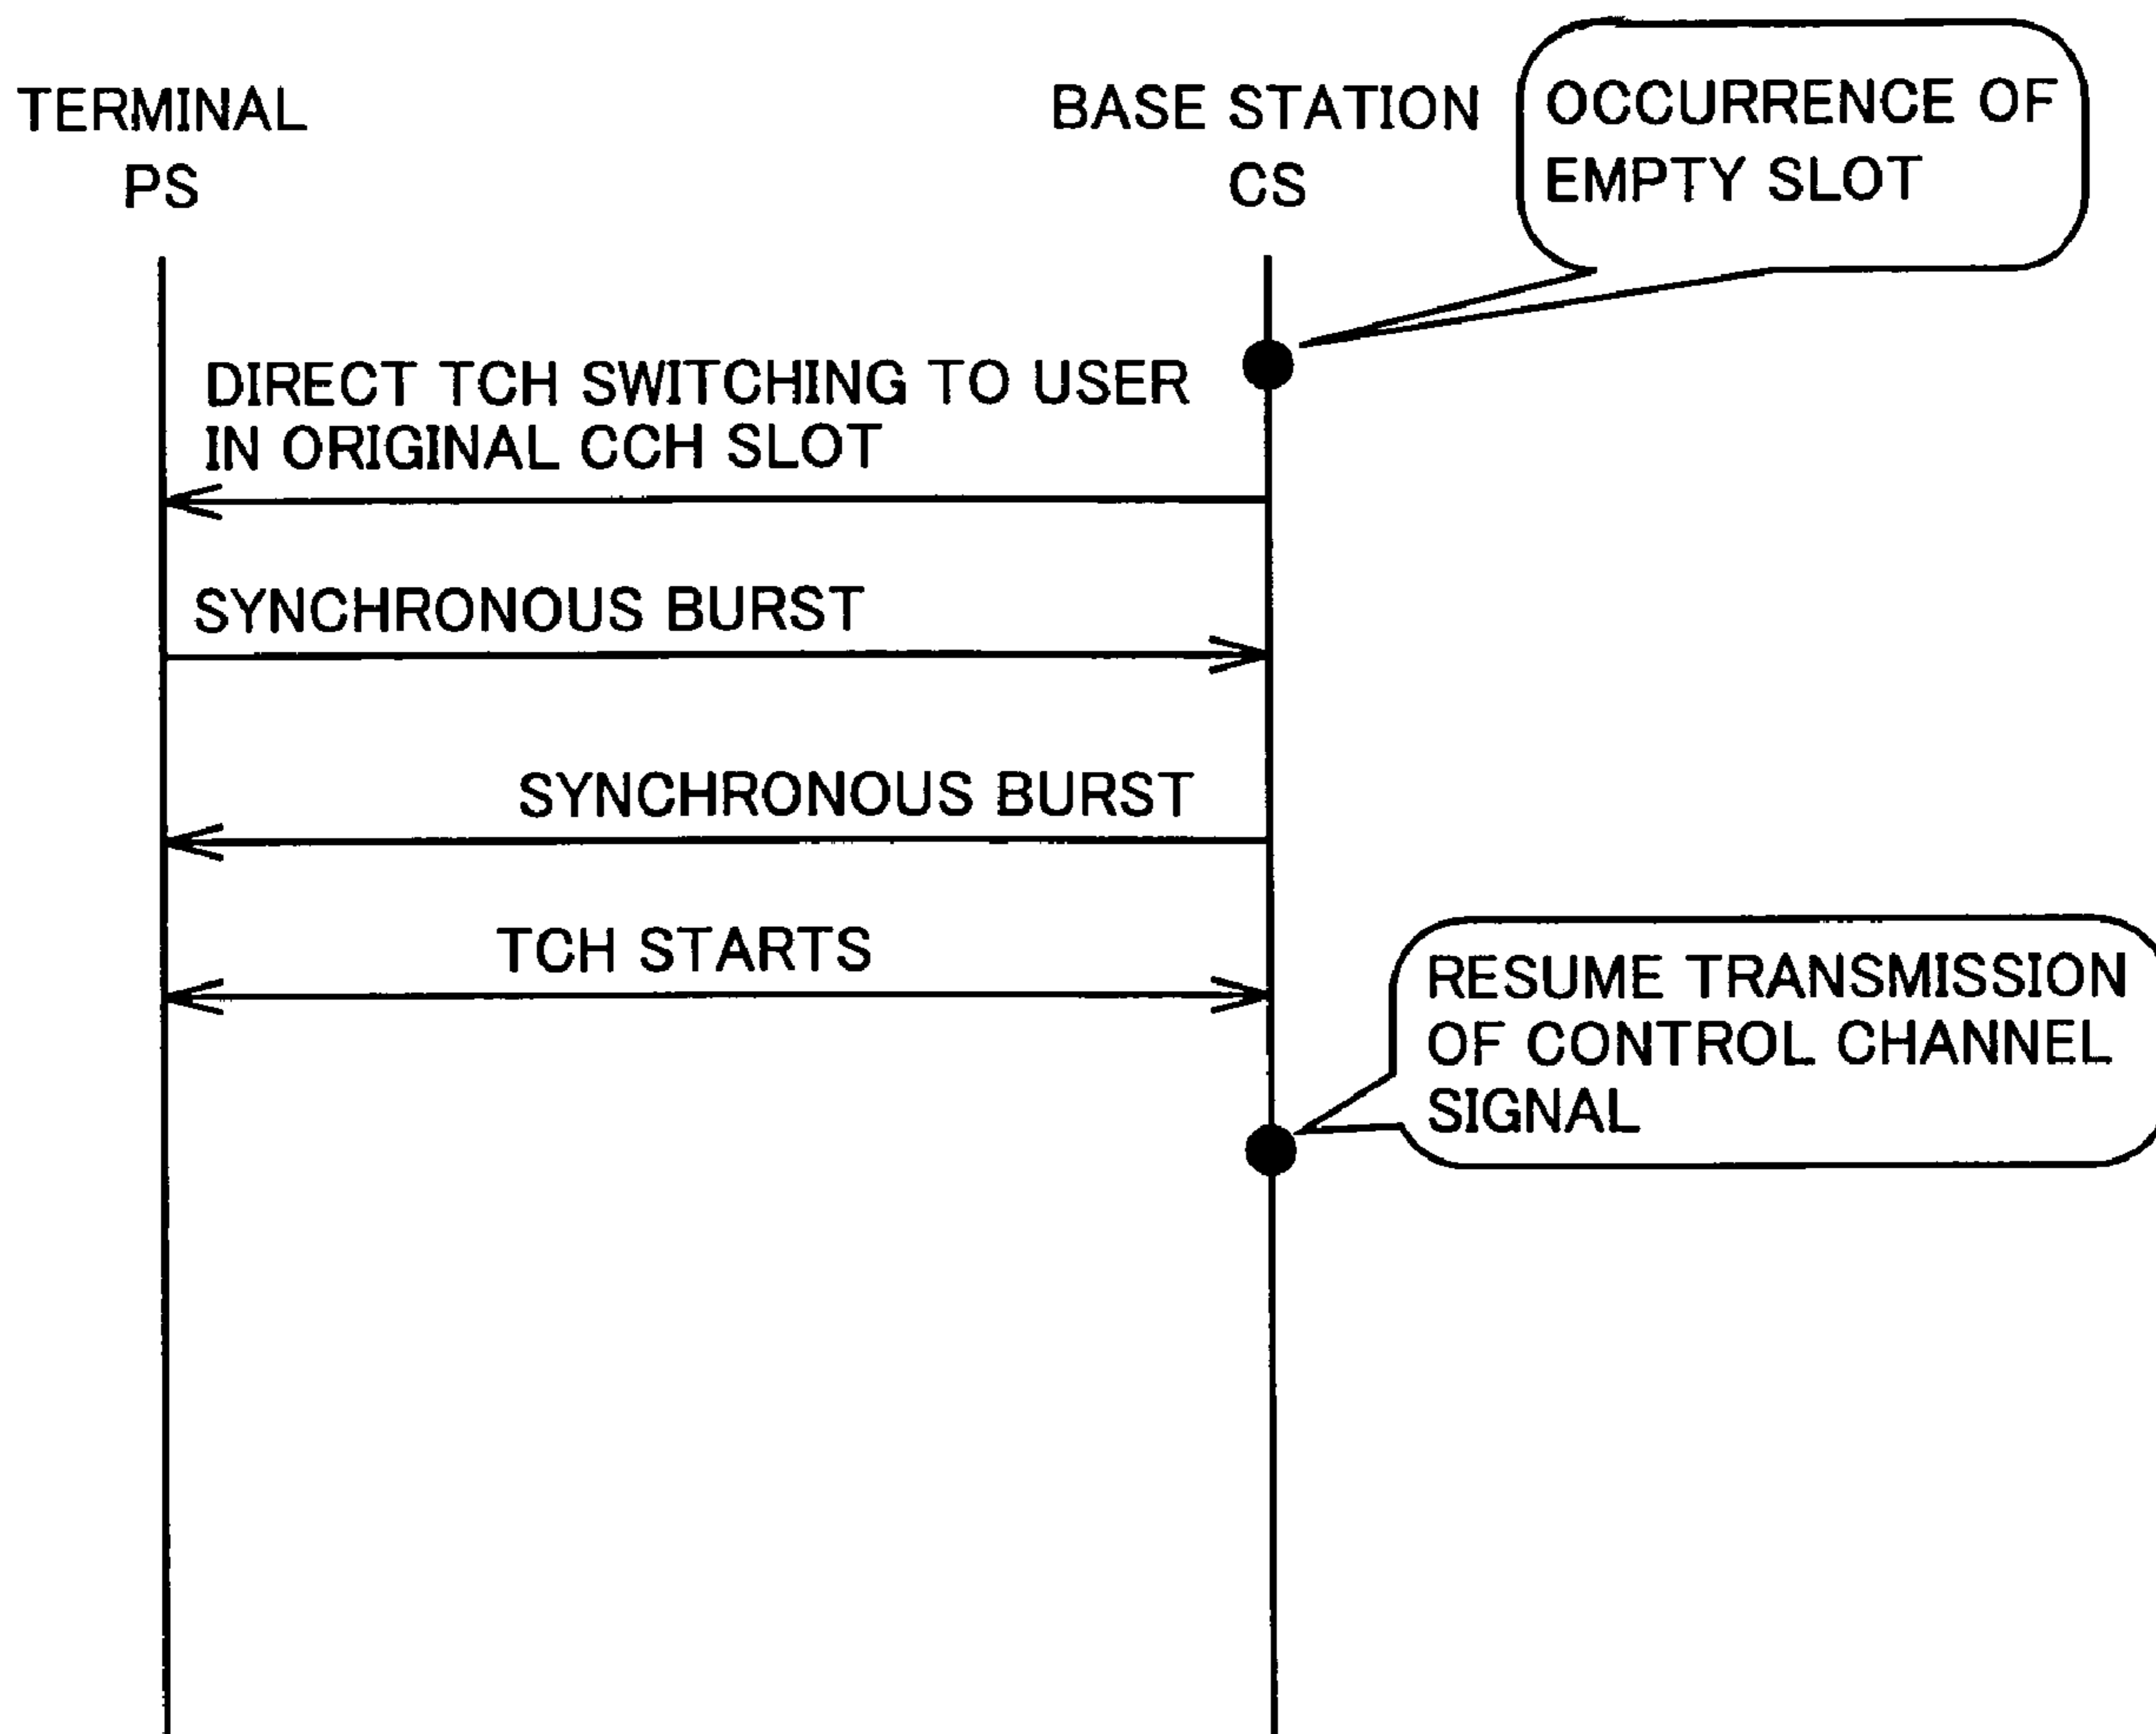 TERMINAL
PS
BASE STATION
CS
OCCURRENCE OF
EMPTY SLOT
DIRECT TCH SWITCHING TO USER
IN ORIGINAL CCH SLOT
SYNCHRONOUS BURST
SYNCHRONOUS BURST
TCH STARTS
RESUME TRANSMISSION
OF CONTROL CHANNEL
SIGNAL